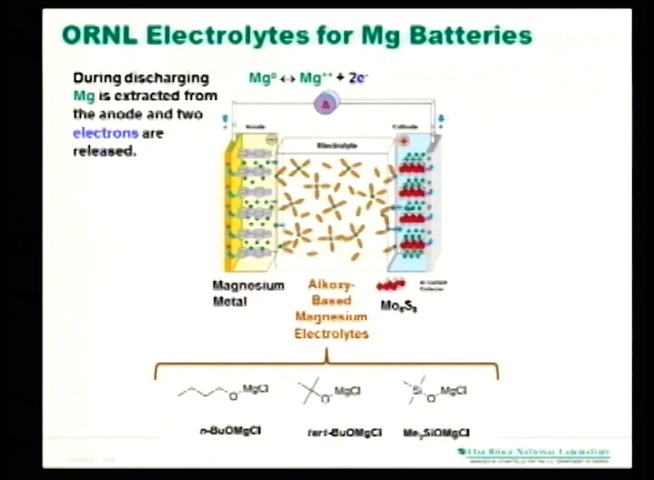 ORNL Electrolytes for Mg Batteries
During discharging
Mg is extracted from
the anode and two
electrons are
released.
Mg⁰ ↔ Mg⁺⁺ + 2e⁻
A
Anode
Electrolyte
Cathode
Magnesium
Metal
Alkoxy-
Based
Magnesium
Electrolytes
Mo₆S₈
O MgCl
O MgCl
Si O MgCl
n-BuOMgCl
tert-BuOMgCl
Me₃SiOMgCl
Oak Ridge National Laboratory